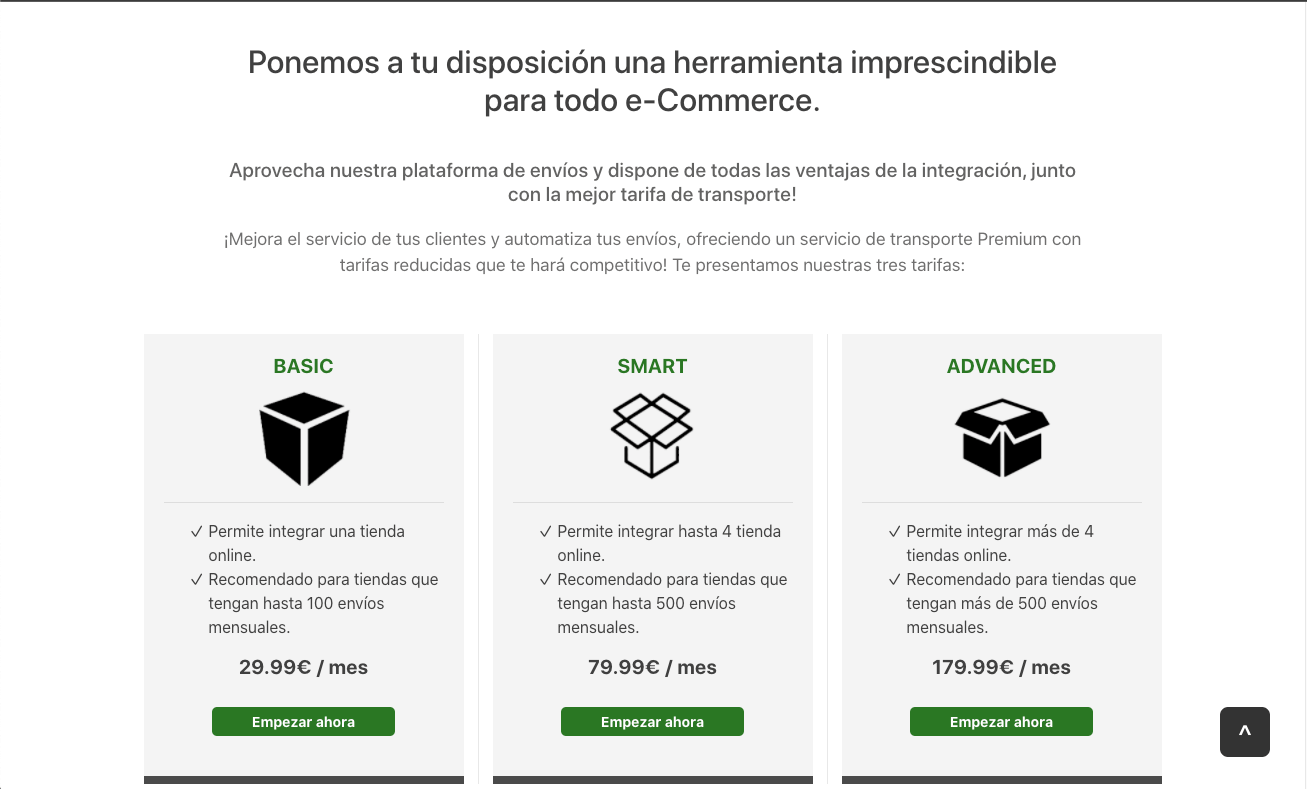 Ponemos a tu disposición una herramienta imprescindible
para todo e-Commerce.
Aprovecha nuestra plataforma de envíos y dispone de todas las ventajas de la integración, junto
con la mejor tarifa de transporte!
¡Mejora el servicio de tus clientes y automatiza tus envíos, ofreciendo un servicio de transporte Premium con
tarifas reducidas que te hará competitivo! Te presentamos nuestras tres tarifas:
BASIC
✓ Permite integrar una tienda
online.
✓ Recomendado para tiendas que
tengan hasta 100 envíos
mensuales.
29.99€ / mes
Empezar ahora
SMART
✓ Permite integrar hasta 4 tienda
online.
✓ Recomendado para tiendas que
tengan hasta 500 envíos
mensuales.
79.99€ / mes
Empezar ahora
ADVANCED
✓ Permite integrar más de 4
tiendas online.
✓ Recomendado para tiendas que
tengan más de 500 envíos
mensuales.
179.99€ / mes
Empezar ahora
^